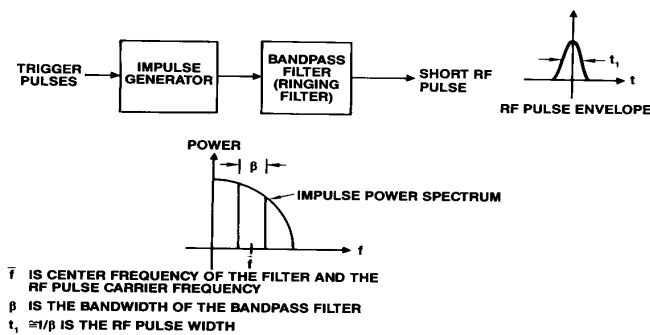 TRIGGER
PULSES
IMPULSE
GENERATOR
BANDPASS
FILTER
(RINGING
FILTER)
SHORT RF
PULSE
t₁
t
RF PULSE ENVELOPE
POWER
β
IMPULSE POWER SPECTRUM
f
f̅
f̅ IS CENTER FREQUENCY OF THE FILTER AND THE
RF PULSE CARRIER FREQUENCY
β IS THE BANDWIDTH OF THE BANDPASS FILTER
t₁ ≅1/β IS THE RF PULSE WIDTH